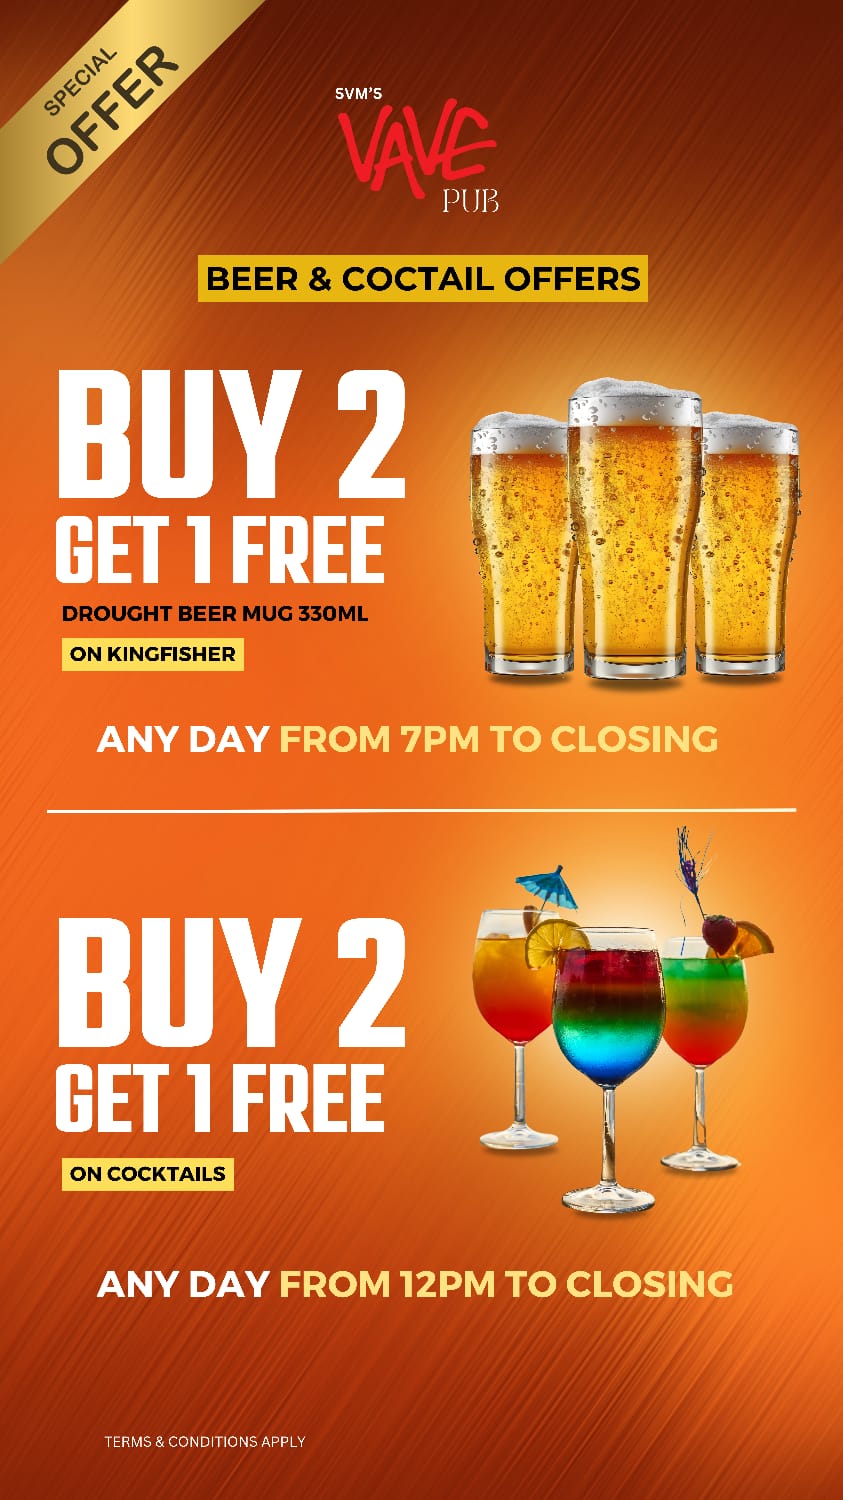 SPECIAL
OFFER
SVM'S
VAVE
PUB
BEER & COCTAIL OFFERS
BUY 2
GET 1 FREE
DROUGHT BEER MUG 330ML
ON KINGFISHER
ANY DAY FROM 7PM TO CLOSING
BUY 2
GET 1 FREE
ON COCKTAILS
ANY DAY FROM 12PM TO CLOSING
TERMS & CONDITIONS APPLY